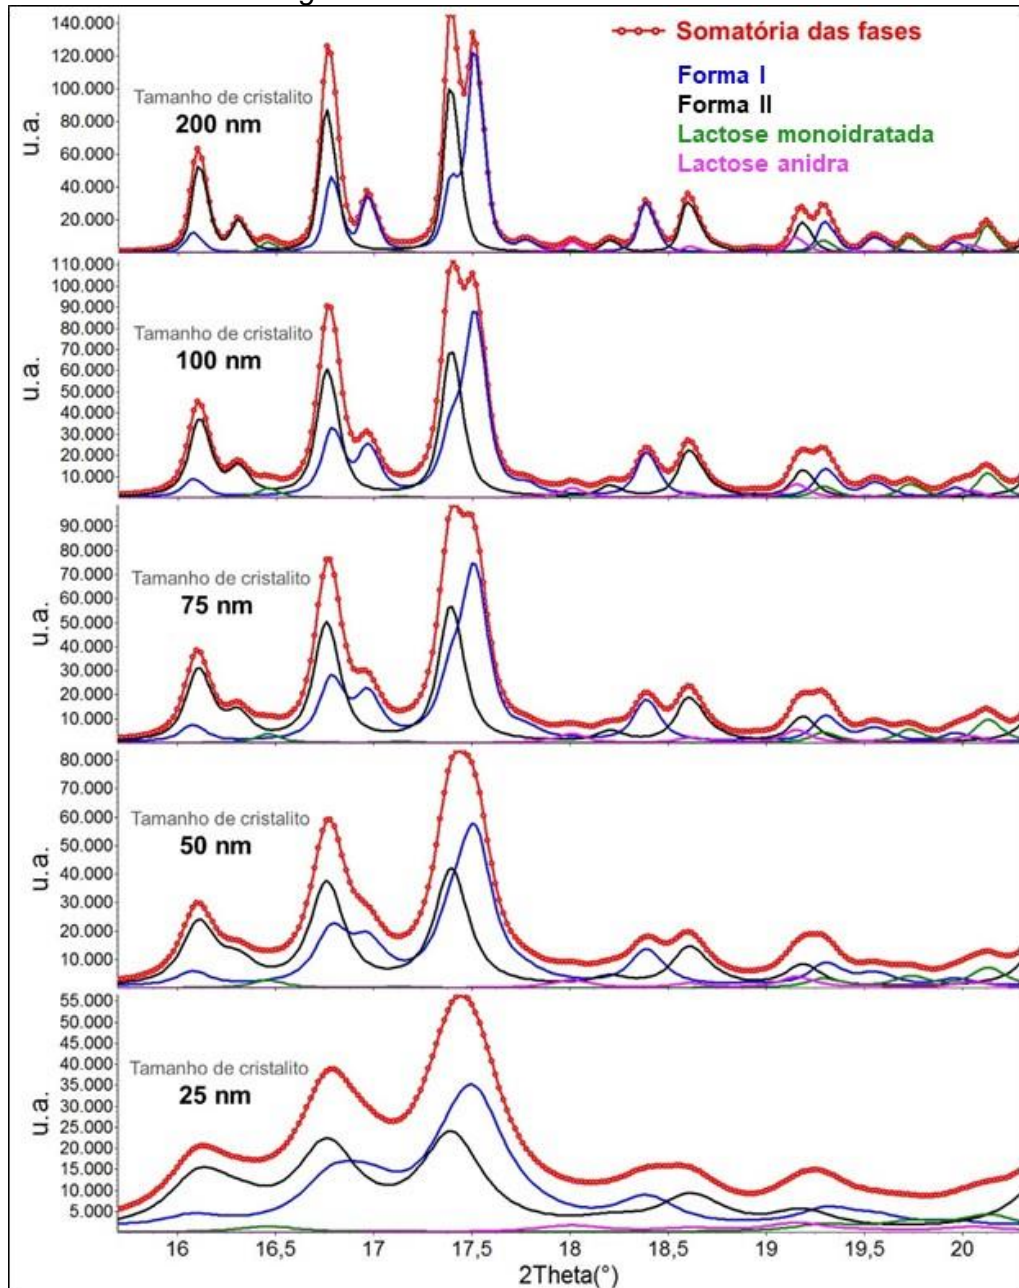 Somatória das fases
Forma I
Forma II
Lactose monoidratada
Lactose anidra
u.a.
140.000
120.000
100.000
80.000
60.000
40.000
20.000
Tamanho de cristalito
200 nm
u.a.
110.000
100.000
90.000
80.000
70.000
60.000
50.000
40.000
30.000
20.000
10.000
Tamanho de cristalito
100 nm
u.a.
90.000
80.000
70.000
60.000
50.000
40.000
30.000
20.000
10.000
Tamanho de cristalito
75 nm
u.a.
80.000
70.000
60.000
50.000
40.000
30.000
20.000
10.000
Tamanho de cristalito
50 nm
u.a.
55.000
50.000
45.000
40.000
35.000
30.000
25.000
20.000
15.000
10.000
5.000
Tamanho de cristalito
25 nm
16 16,5 17 17,5 18 18,5 19 19,5 20
2Theta(°)